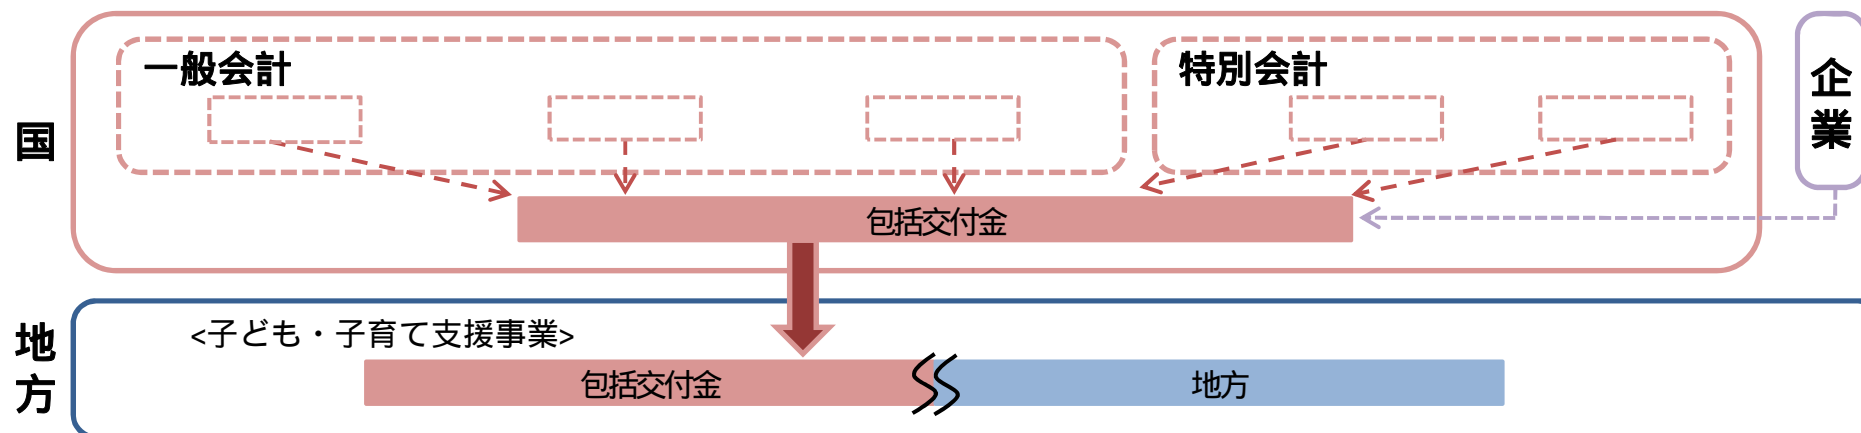 一般会計
特別会計
企業
国
包括交付金
地方
<子ども・子育て支援事業>
包括交付金
地方